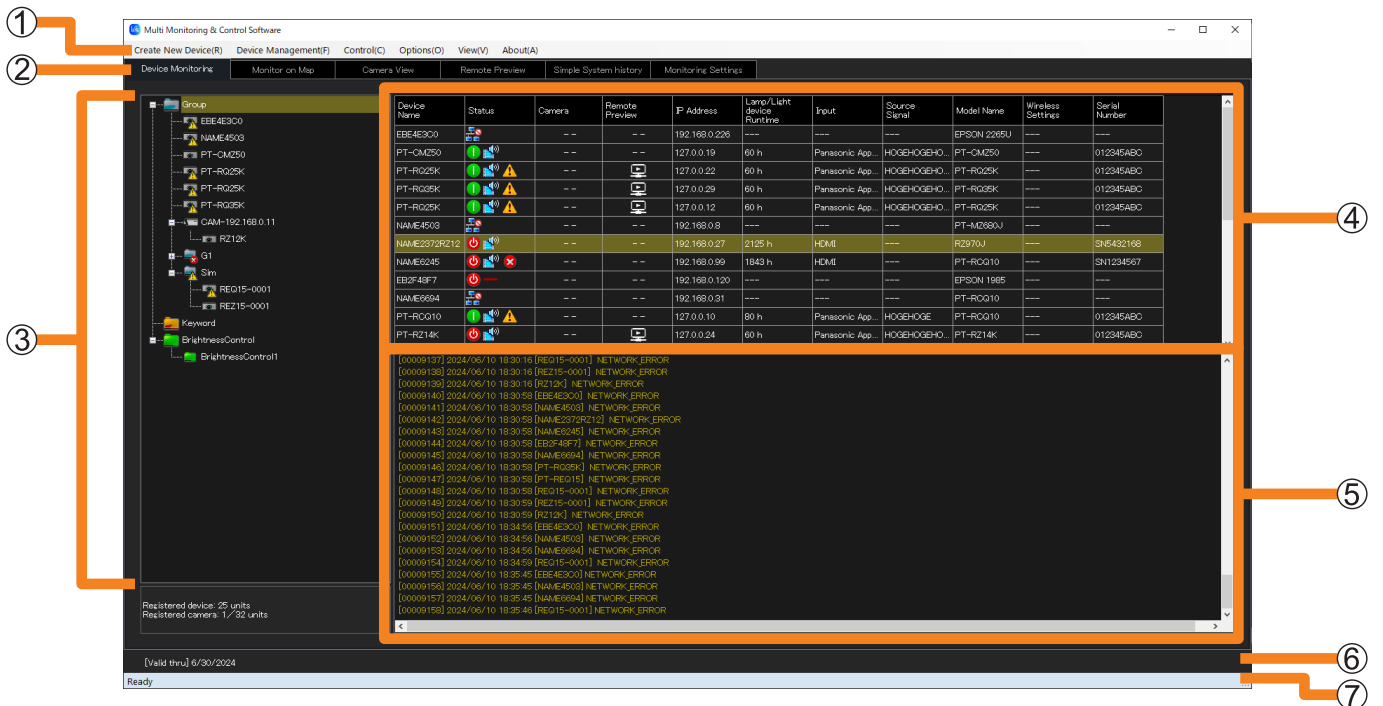 ① Multi Monitoring & Control Software
Create New Device(R) Device Management(F) Control(C) Options(O) View(V) About(A)
② Device Monitoring Monitor on Map Camera View Remote Preview Simple System history Monitoring Settings
③
Group
EBE4E3C0
NAME4503
PT-CMZ50
PT-RQ25K
PT-RQ25K
PT-RQ35K
CAM-192.168.0.11
RZ12K
G1
Sim
REQ15-0001
REZ15-0001
Keyword
BrightnessControl
BrightnessControl1
Registered device: 25 units
Registered camera: 1/32 units
④
Device Name Status Camera Remote Preview IP Address Lamp/Light device Runtime Input Source Signal Model Name Wireless Settings Serial Number
EBE4E3C0 -- -- 192.168.0.226 --- --- --- EPSON 2265U --- ---
PT-CMZ50 -- -- 127.0.0.19 60 h Panasonic App... HOGEHOGEHO... PT-CMZ50 --- 012345ABC
PT-RQ25K -- 127.0.0.22 60 h Panasonic App... HOGEHOGEHO... PT-RQ25K --- 012345ABC
PT-RQ35K -- 127.0.0.29 60 h Panasonic App... HOGEHOGEHO... PT-RQ35K --- 012345ABC
PT-RQ25K -- 127.0.0.12 60 h Panasonic App... HOGEHOGEHO... PT-RQ25K --- 012345ABC
NAME4503 -- -- 192.168.0.8 --- --- --- PT-MZ680J --- ---
NAME2372RZ12 -- -- 192.168.0.27 2125 h HDMI --- RZ970J --- SN5432168
NAME6245 -- -- 192.168.0.99 1843 h HDMI --- PT-RCQ10 --- SN1234567
EB2F48F7 -- -- 192.168.0.120 --- --- --- EPSON 1985 --- ---
NAME6694 -- -- 192.168.0.31 --- --- --- PT-RCQ10 --- ---
PT-RCQ10 -- -- 127.0.0.10 80 h Panasonic App... HOGEHOGE PT-RCQ10 --- 012345ABC
PT-RZ14K -- 127.0.0.24 60 h Panasonic App... HOGEHOGEHO... PT-RZ14K --- 012345ABC
⑤
[00009137] 2024/06/10 18:30:16 [REQ15-0001] NETWORK_ERROR
[00009138] 2024/06/10 18:30:16 [REZ15-0001] NETWORK_ERROR
[00009139] 2024/06/10 18:30:16 [RZ12K] NETWORK_ERROR
[00009140] 2024/06/10 18:30:58 [EBE4E3C0] NETWORK_ERROR
[00009141] 2024/06/10 18:30:58 [NAME4503] NETWORK_ERROR
[00009142] 2024/06/10 18:30:58 [NAME2372RZ12] NETWORK_ERROR
[00009143] 2024/06/10 18:30:58 [NAME6245] NETWORK_ERROR
[00009144] 2024/06/10 18:30:58 [EB2F48F7] NETWORK_ERROR
[00009145] 2024/06/10 18:30:58 [NAME6694] NETWORK_ERROR
[00009146] 2024/06/10 18:30:58 [PT-RQ35K] NETWORK_ERROR
[00009147] 2024/06/10 18:30:58 [PT-REQ15] NETWORK_ERROR
[00009148] 2024/06/10 18:30:58 [REQ15-0001] NETWORK_ERROR
[00009149] 2024/06/10 18:30:59 [REZ15-0001] NETWORK_ERROR
[00009150] 2024/06/10 18:30:59 [RZ12K] NETWORK_ERROR
[00009151] 2024/06/10 18:34:56 [EBE4E3C0] NETWORK_ERROR
[00009152] 2024/06/10 18:34:56 [NAME4503] NETWORK_ERROR
[00009153] 2024/06/10 18:34:56 [NAME6694] NETWORK_ERROR
[00009154] 2024/06/10 18:34:59 [REQ15-0001] NETWORK_ERROR
[00009155] 2024/06/10 18:35:45 [EBE4E3C0] NETWORK_ERROR
[00009156] 2024/06/10 18:35:45 [NAME4503] NETWORK_ERROR
[00009157] 2024/06/10 18:35:45 [NAME6694] NETWORK_ERROR
[00009158] 2024/06/10 18:35:46 [REQ15-0001] NETWORK_ERROR
[Valid thru] 6/30/2024 ⑥
Ready ⑦